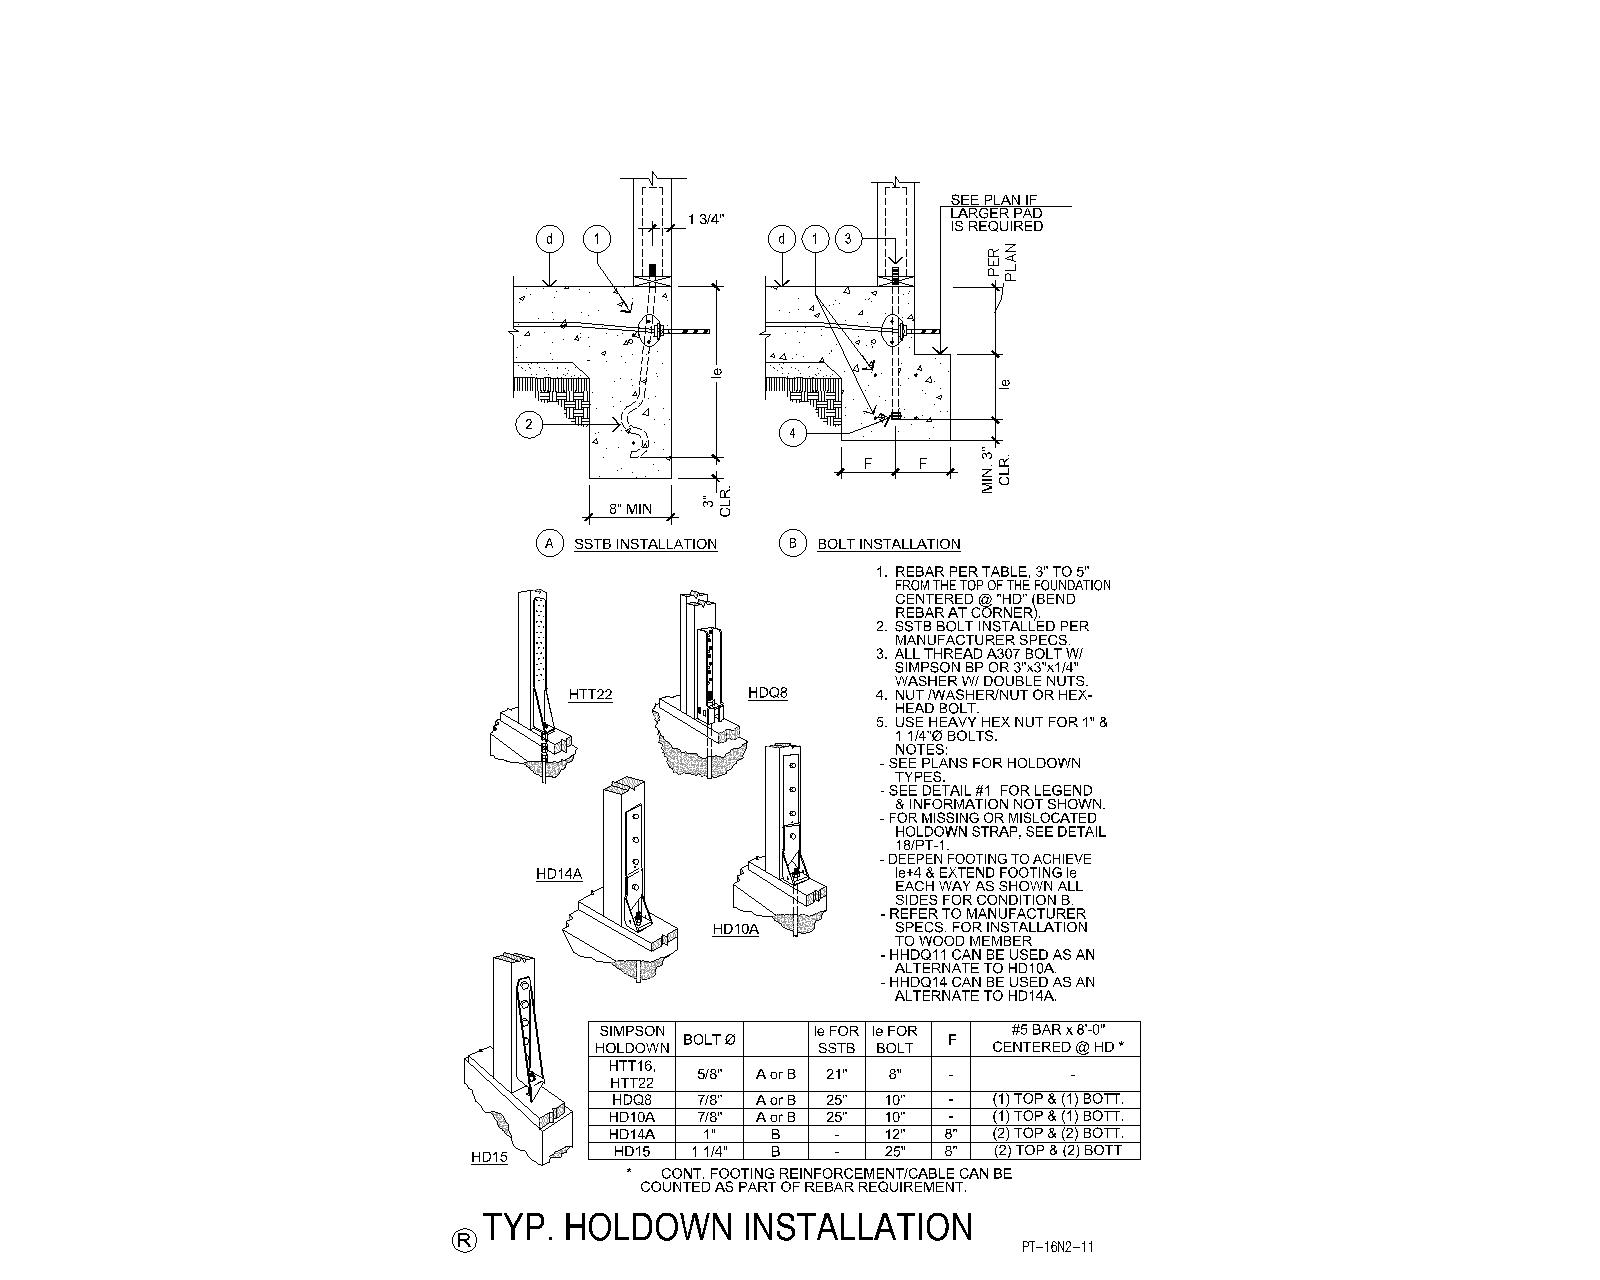 1 3/4"
d
1
d
1
3
SEE PLAN IF
LARGER PAD
IS REQUIRED
PER
PLAN
le
le
2
4
F
F
8" MIN
3"
CLR.
MIN. 3"
CLR.
A
SSTB INSTALLATION
B
BOLT INSTALLATION
1. REBAR PER TABLE, 3" TO 5"
FROM THE TOP OF THE FOUNDATION
CENTERED @ "HD" (BEND
REBAR AT CORNER).
2. SSTB BOLT INSTALLED PER
MANUFACTURER SPECS.
3. ALL THREAD A307 BOLT W/
SIMPSON BP OR 3"x3"x1/4"
WASHER W/ DOUBLE NUTS.
4. NUT /WASHER/NUT OR HEX-
HEAD BOLT.
5. USE HEAVY HEX NUT FOR 1" &
1 1/4"Ø BOLTS.
NOTES:
- SEE PLANS FOR HOLDOWN
TYPES.
- SEE DETAIL #1 FOR LEGEND
& INFORMATION NOT SHOWN.
- FOR MISSING OR MISLOCATED
HOLDOWN STRAP, SEE DETAIL
18/PT-1.
- DEEPEN FOOTING TO ACHIEVE
le+4 & EXTEND FOOTING le
EACH WAY AS SHOWN ALL
SIDES FOR CONDITION B.
- REFER TO MANUFACTURER
SPECS. FOR INSTALLATION
TO WOOD MEMBER
- HHDQ11 CAN BE USED AS AN
ALTERNATE TO HD10A.
- HHDQ14 CAN BE USED AS AN
ALTERNATE TO HD14A.
HTT22
HDQ8
HD14A
HD10A
HD15
SIMPSON HOLDOWN BOLT Ø le FOR SSTB le FOR BOLT F #5 BAR x 8'-0" CENTERED @ HD *
HTT16, HTT22 5/8" A or B 21" 8" - -
HDQ8 7/8" A or B 25" 10" - (1) TOP & (1) BOTT.
HD10A 7/8" A or B 25" 10" - (1) TOP & (1) BOTT.
HD14A 1" B - 12" 8" (2) TOP & (2) BOTT.
HD15 1 1/4" B - 25" 8" (2) TOP & (2) BOTT
* CONT. FOOTING REINFORCEMENT/CABLE CAN BE
COUNTED AS PART OF REBAR REQUIREMENT.
R TYP. HOLDOWN INSTALLATION
PT-16N2-11